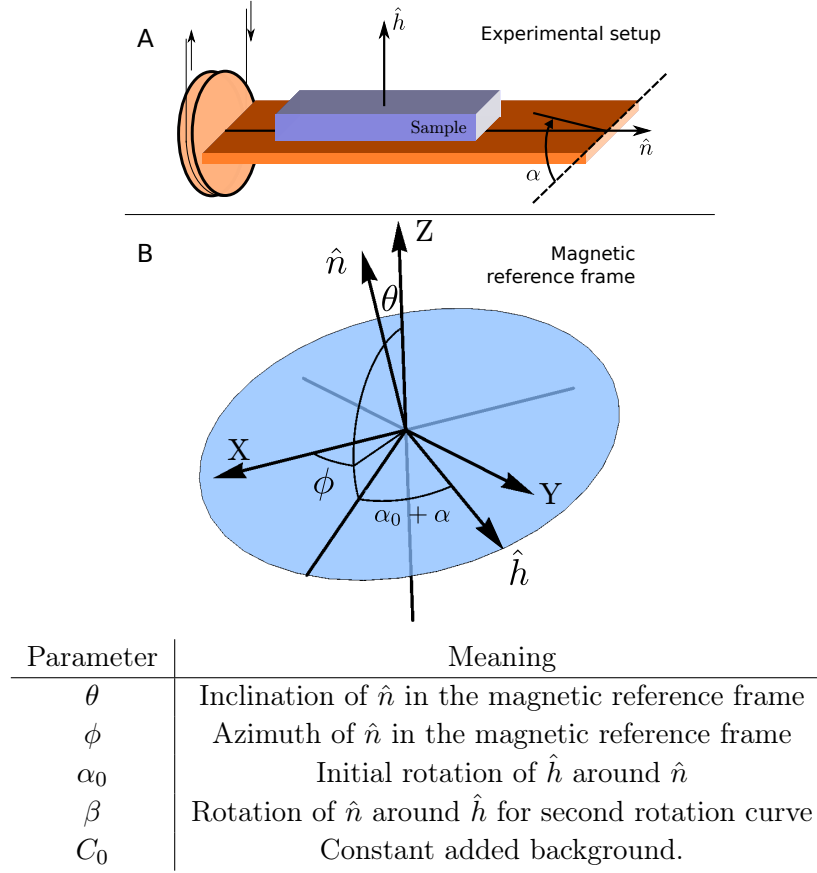 A
ĥ
Experimental setup
Sample
n̂
α
B
Z
Magnetic
reference frame
n̂
θ
X
ϕ
α₀ + α
Y
ĥ
Parameter Meaning
θ Inclination of n̂ in the magnetic reference frame
ϕ Azimuth of n̂ in the magnetic reference frame
α₀ Initial rotation of ĥ around n̂
β Rotation of n̂ around ĥ for second rotation curve
C₀ Constant added background.